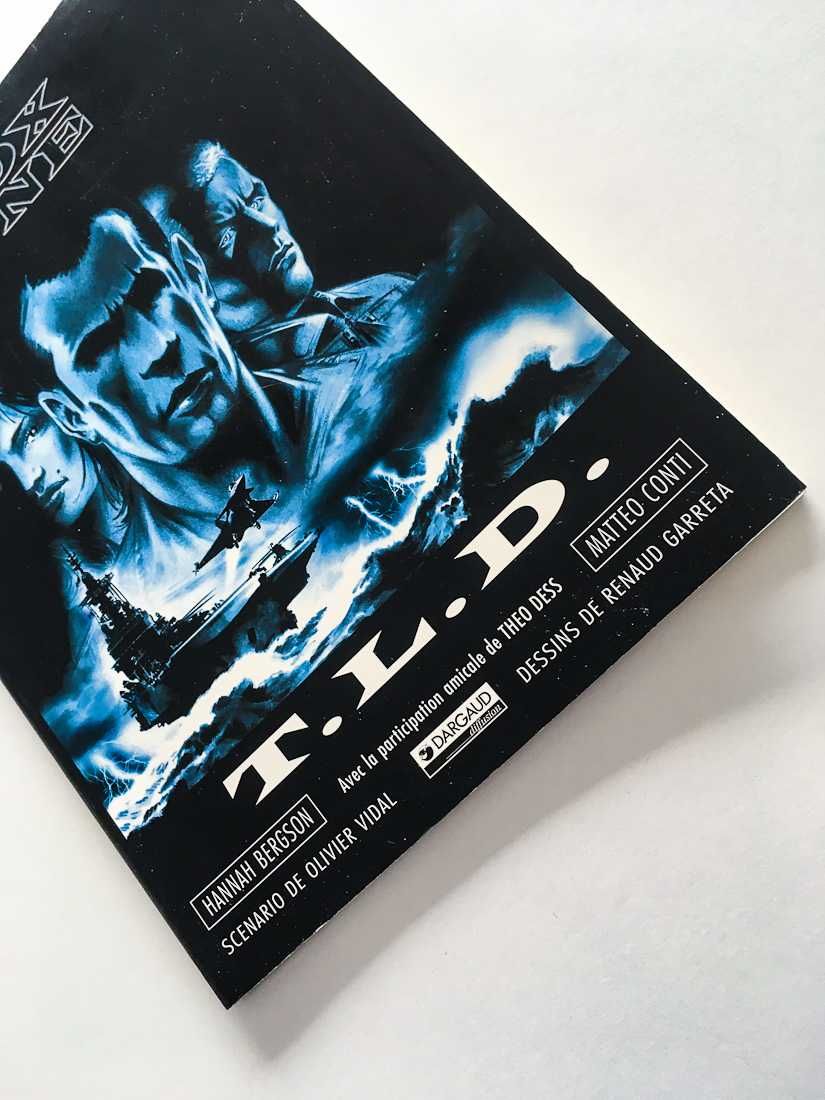 T.L.D.
HANNAH BERGSON
Avec la participation amicale de THEO DESS
MATTEO CONTI
SCENARIO DE OLIVIER VIDAL
DARGAUD
diffusion
DESSINS DE RENAUD GARRETA